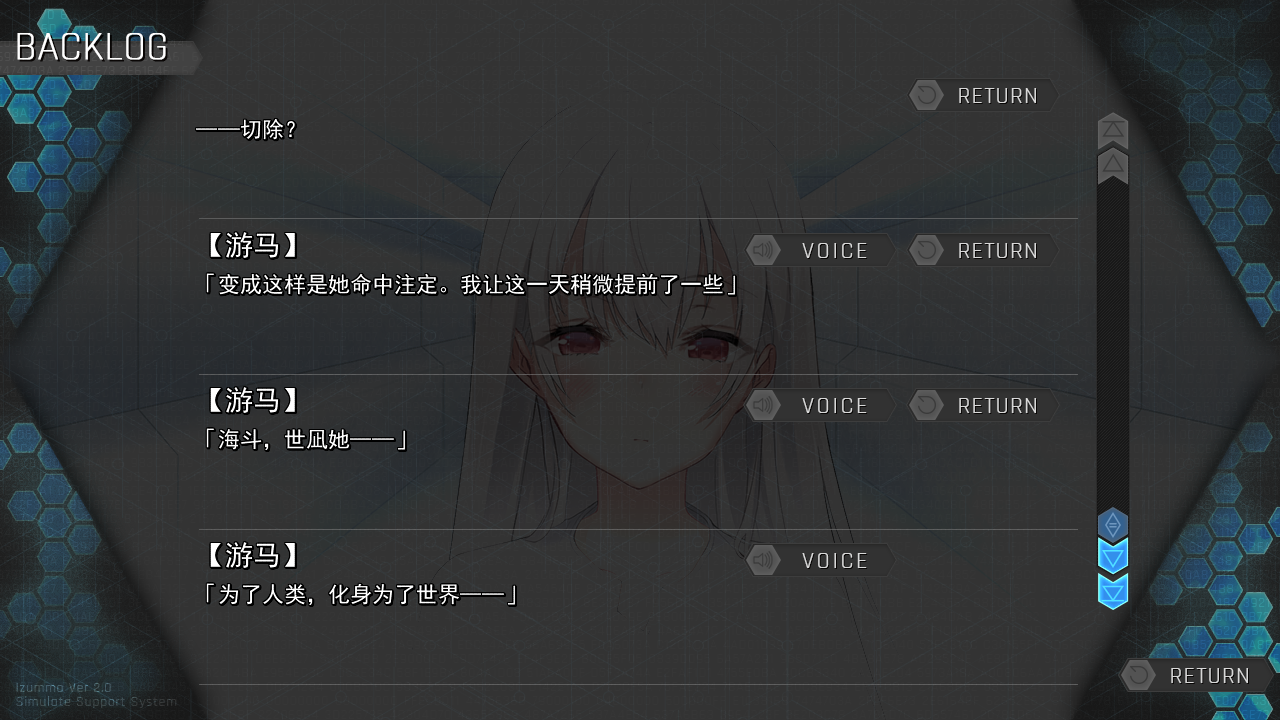 BACKLOG
RETURN
——切除？
【游马】
VOICE
RETURN
「变成这样是她命中注定。我让这一天稍微提前了一些」
【游马】
VOICE
RETURN
「海斗，世凪她——」
【游马】
VOICE
「为了人类，化身为了世界——」
RETURN
Izummo Ver 2.0
Simulate Support System